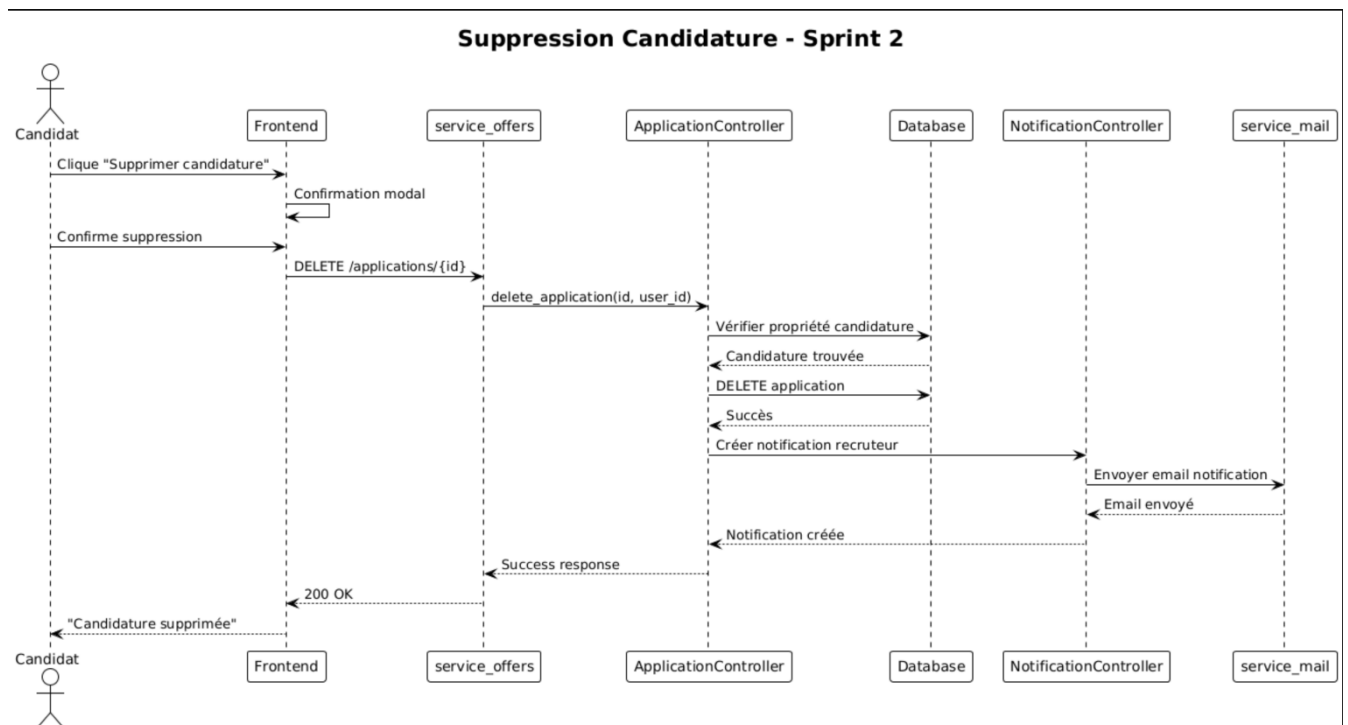 Suppression Candidature - Sprint 2
Candidat
Frontend
service_offers
ApplicationController
Database
NotificationController
service_mail
Clique "Supprimer candidature"
Confirmation modal
Confirme suppression
DELETE /applications/{id}
delete_application(id, user_id)
Vérifier propriété candidature
Candidature trouvée
DELETE application
Succès
Créer notification recruteur
Envoyer email notification
Email envoyé
Notification créée
Success response
200 OK
"Candidature supprimée"
Candidat
Frontend
service_offers
ApplicationController
Database
NotificationController
service_mail